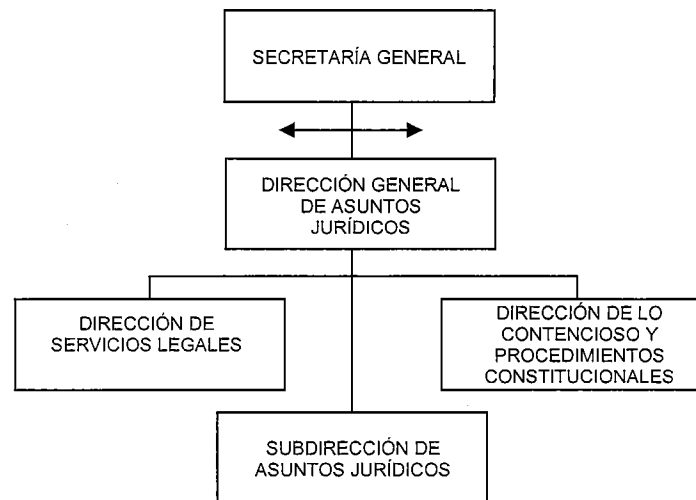 SECRETARÍA GENERAL
DIRECCIÓN GENERAL
DE ASUNTOS
JURÍDICOS
DIRECCIÓN DE
SERVICIOS LEGALES
DIRECCIÓN DE LO
CONTENCIOSO Y
PROCEDIMIENTOS
CONSTITUCIONALES
SUBDIRECCIÓN DE
ASUNTOS JURÍDICOS